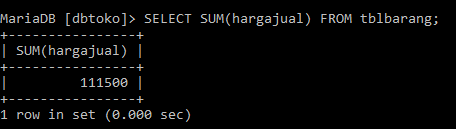 MariaDB [dbtoko]> SELECT SUM(hargajual) FROM tblbarang;
+----------------+
| SUM(hargajual) |
+----------------+
|         111500 |
+----------------+
1 row in set (0.000 sec)